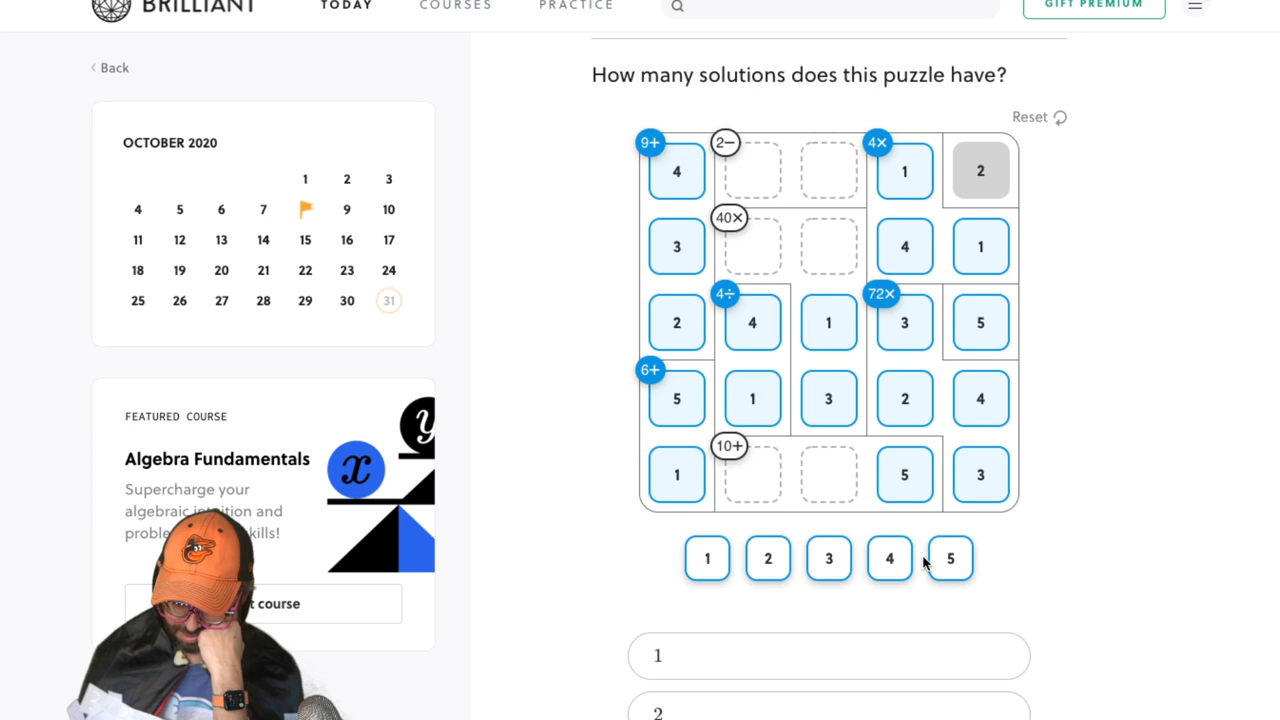 BRILLIANT TODAY COURSES PRACTICE GIFT PREMIUM
Back
OCTOBER 2020
1 2 3
4 5 6 7 9 10
11 12 13 14 15 16 17
18 19 20 21 22 23 24
25 26 27 28 29 30 31
FEATURED COURSE
Algebra Fundamentals
Supercharge your
algebraic intuition and
x
y
course
How many solutions does this puzzle have?
Reset
9+ 2− 4×
4 1 2
40×
3 4 1
4÷ 72×
2 4 1 3 5
6+
5 1 3 2 4
10+
1 5 3
1 2 3 4 5
1
2